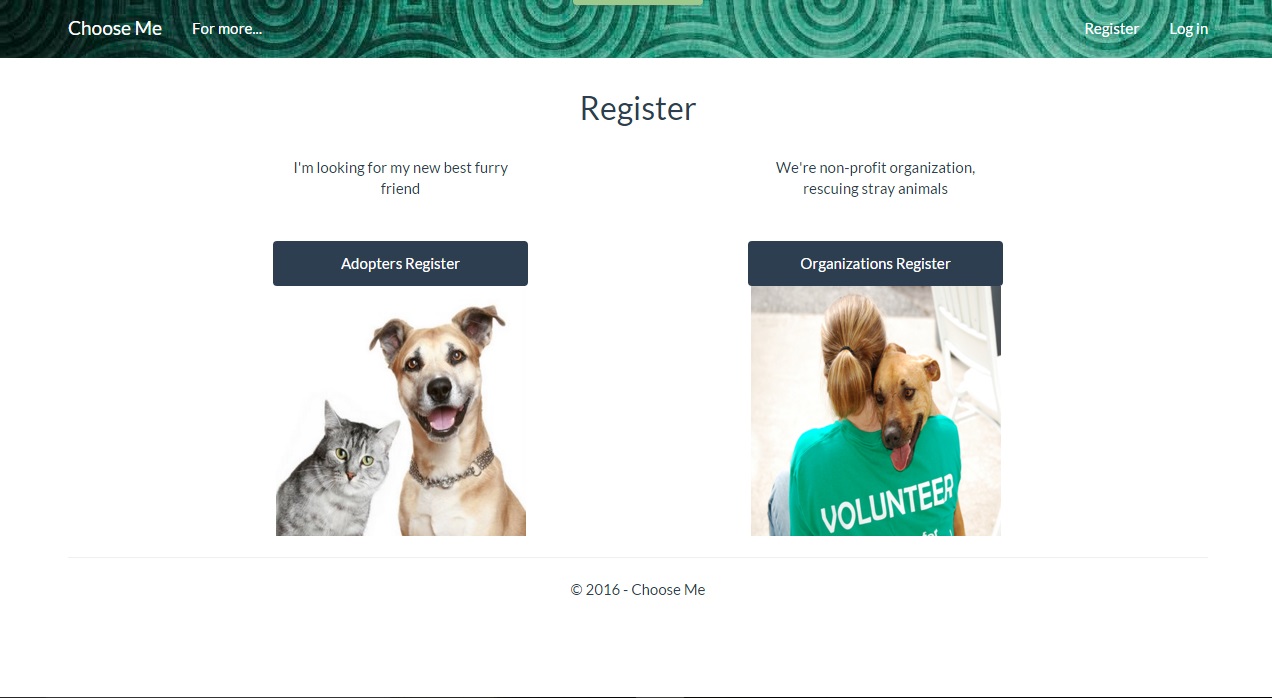 Choose Me For more... Register Log in
Register
I'm looking for my new best furry
friend
We're non-profit organization,
rescuing stray animals
Adopters Register
Organizations Register
VOLUNTEER
for
© 2016 - Choose Me